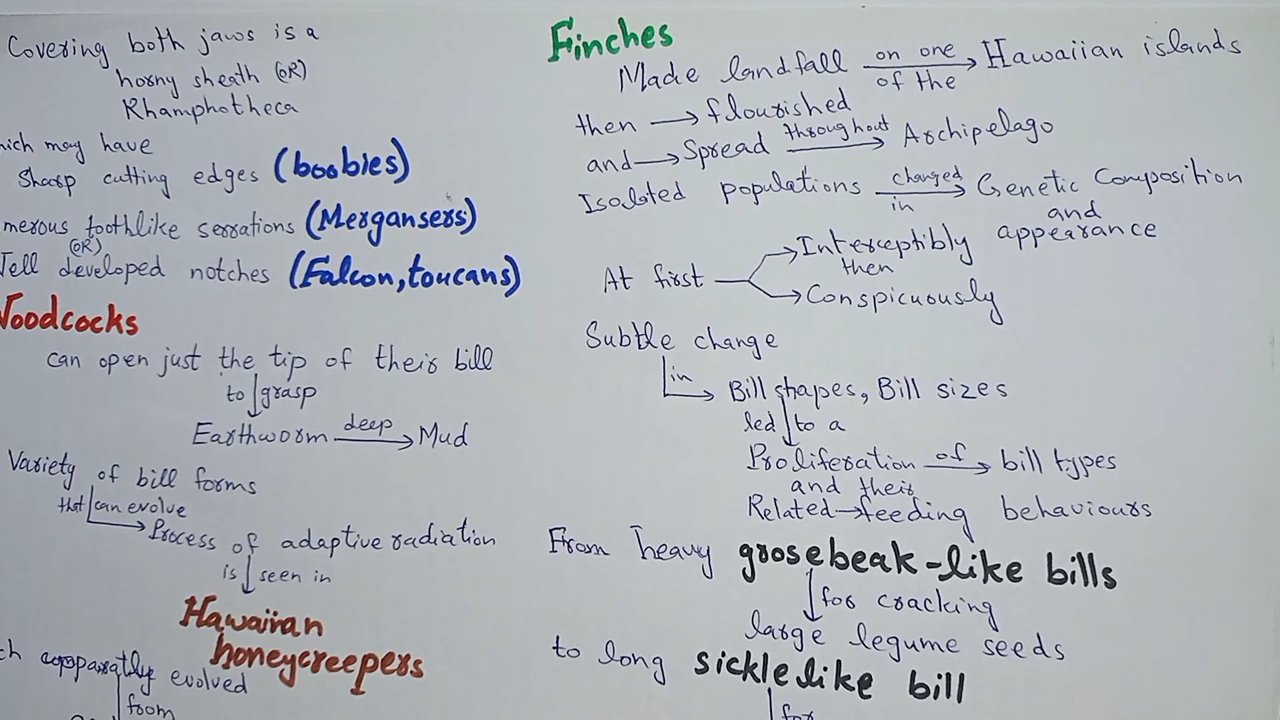 Covering both jaws is a
horny sheath (OR)
Rhamphotheca
hich may have
Sharp cutting edges (boobies)
merous toothlike serrations (Mergansers)
(OR)
Well developed notches (Falcon, toucans)
Woodcocks
can open just the tip of their bill
to grasp
Earthworm deep Mud
Variety of bill forms
that can evolve
Process of adaptive radiation
is seen in
Hawaiian
honeycreepers
ch evolved
from
Finches
Made landfall on one of the Hawaiian islands
then → flourished
and → Spread throughout Archipelago
Isolated populations changed in Genetic Composition
and
appearance
At first → Interceptibly
then
→ Conspicuously
Subtle change
in → Bill shapes, Bill sizes
led to a
Proliferation of → bill types
and their
Related → feeding behaviours
From heavy grosebeak-like bills
for cracking
large legume seeds
to long sickle like bill
for